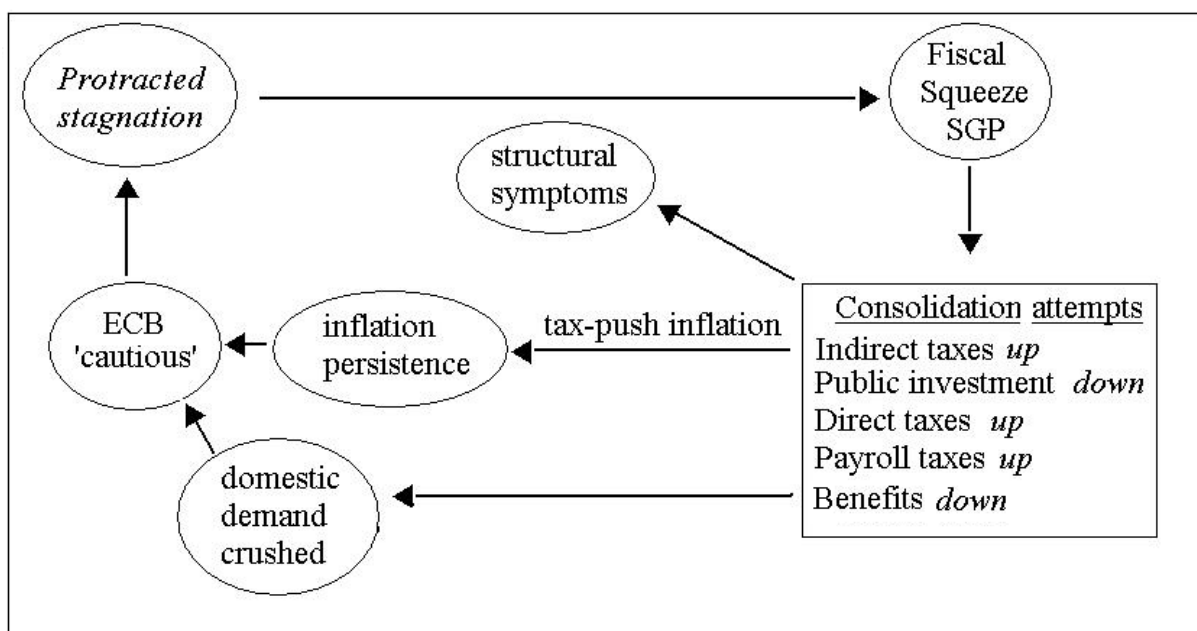 Protracted
stagnation
Fiscal
Squeeze
SGP
structural
symptoms
ECB
'cautious'
inflation
persistence
tax-push inflation
Consolidation attempts
Indirect taxes up
Public investment down
Direct taxes up
Payroll taxes up
Benefits down
domestic
demand
crushed